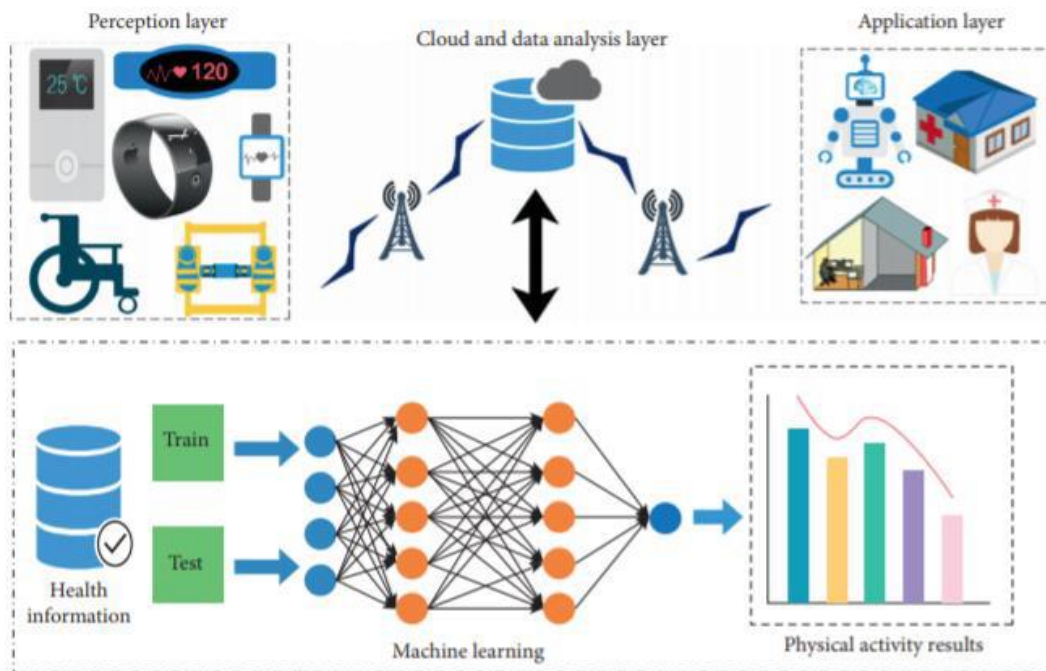 Perception layer
Cloud and data analysis layer
Application layer
25 ℃
120
Train
Test
Health
information
Machine learning
Physical activity results